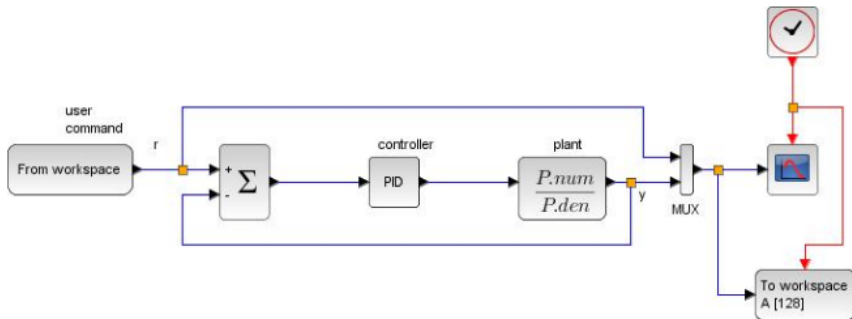 user
command
r
From workspace
+
-
Σ
controller
PID
plant
P.num
P.den
y
MUX
To workspace
A [128]